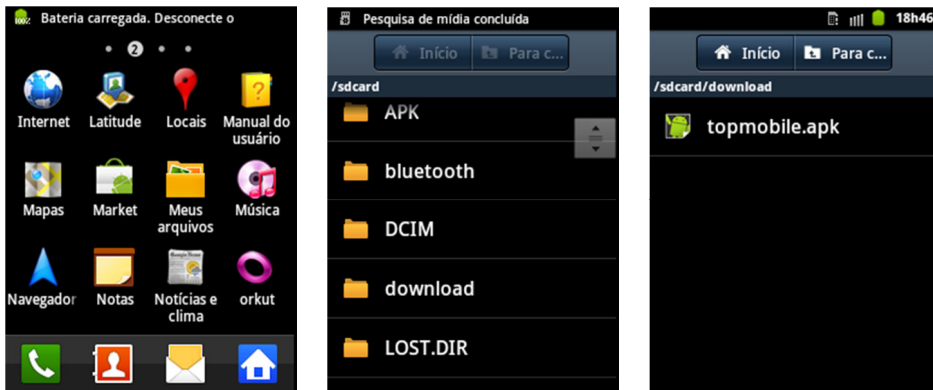 100%
Bateria carregada. Desconecte o
2
Internet
Latitude
Locais
Manual do
usuário
Mapas
Market
Meus
arquivos
Música
Navegador
Notas
Notícias e
clima
orkut
Pesquisa de mídia concluída
Início
Para c...
/sdcard
APK
bluetooth
DCIM
download
LOST.DIR
18h46
Início
Para c...
/sdcard/download
topmobile.apk